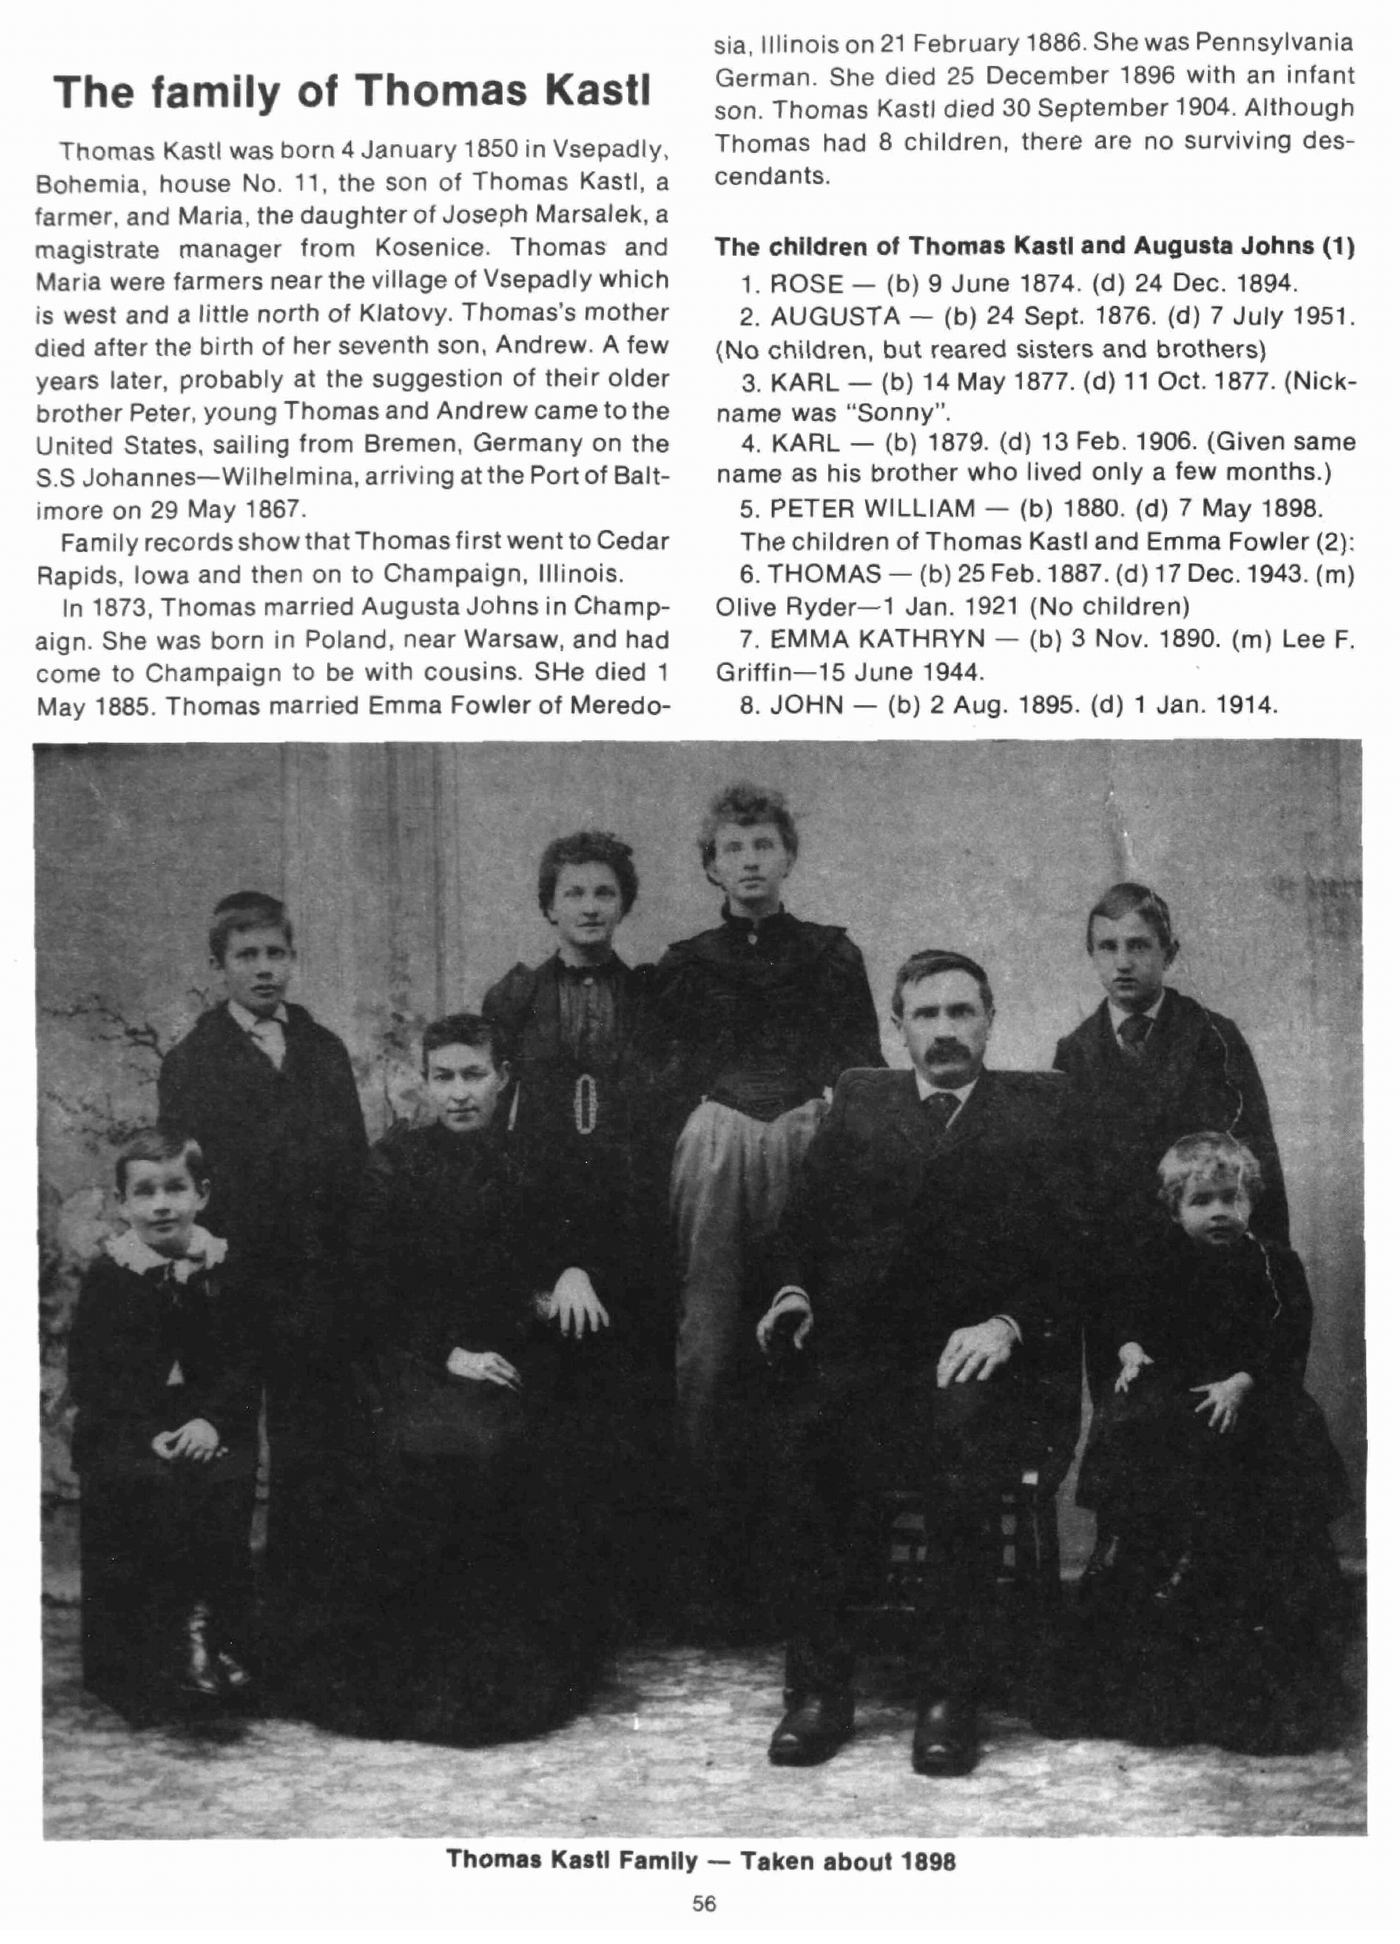 The family of Thomas Kastl
Thomas Kastl was born 4 January 1850 in Vsepadly,
Bohemia, house No. 11, the son of Thomas Kastl, a
farmer, and Maria, the daughter of Joseph Marsalek, a
magistrate manager from Kosenice. Thomas and
Maria were farmers near the village of Vsepadly which
is west and a little north of Klatovy. Thomas's mother
died after the birth of her seventh son, Andrew. A few
years later, probably at the suggestion of their older
brother Peter, young Thomas and Andrew came to the
United States, sailing from Bremen, Germany on the
S.S Johannes—Wilhelmina, arriving at the Port of Balt-
imore on 29 May 1867.
Family records show that Thomas first went to Cedar
Rapids, Iowa and then on to Champaign, Illinois.
In 1873, Thomas married Augusta Johns in Champ-
aign. She was born in Poland, near Warsaw, and had
come to Champaign to be with cousins. SHe died 1
May 1885. Thomas married Emma Fowler of Meredo-
sia, Illinois on 21 February 1886. She was Pennsylvania
German. She died 25 December 1896 with an infant
son. Thomas Kastl died 30 September 1904. Although
Thomas had 8 children, there are no surviving des-
cendants.
The children of Thomas Kastl and Augusta Johns (1)
1. ROSE — (b) 9 June 1874. (d) 24 Dec. 1894.
2. AUGUSTA — (b) 24 Sept. 1876. (d) 7 July 1951.
(No children, but reared sisters and brothers)
3. KARL — (b) 14 May 1877. (d) 11 Oct. 1877. (Nick-
name was "Sonny".
4. KARL — (b) 1879. (d) 13 Feb. 1906. (Given same
name as his brother who lived only a few months.)
5. PETER WILLIAM — (b) 1880. (d) 7 May 1898.
The children of Thomas Kastl and Emma Fowler (2):
6. THOMAS — (b) 25 Feb. 1887. (d) 17 Dec. 1943. (m)
Olive Ryder—1 Jan. 1921 (No children)
7. EMMA KATHRYN — (b) 3 Nov. 1890. (m) Lee F.
Griffin—15 June 1944.
8. JOHN — (b) 2 Aug. 1895. (d) 1 Jan. 1914.
Thomas Kastl Family — Taken about 1898
56